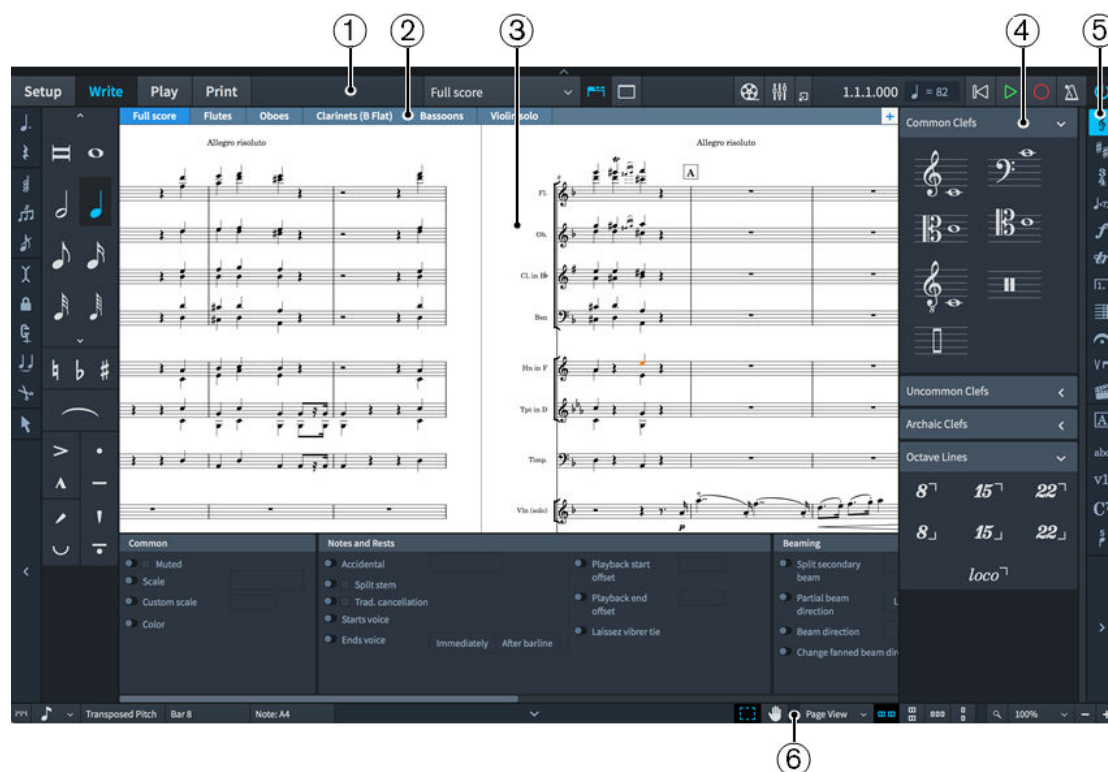 1 2 3 4 5
Setup Write Play Print Full score 1.1.1.000 = 82
Full score Flutes Oboes Clarinets (B Flat) Bassoons Violin solo +
Common Clefs
Allegro risoluto Allegro risoluto
A
Fl.
Ob.
Cl. in B♭
Bsn
Hn in F
Tpt in D
Timp.
Vln (solo)
p
Uncommon Clefs
Archaic Clefs
Octave Lines
8 15 22
8 15 22
loco
Common Notes and Rests Beaming
Muted Accidental Playback start offset Split secondary beam
Scale Split stem
Custom scale Trad. cancellation Playback end offset Partial beam direction L
Color Starts voice
Ends voice Immediately After barline Laissez vibrer tie Beam direction
Change fanned beam dir
Transposed Pitch Bar 8 Note: A4 Page View 100%
6